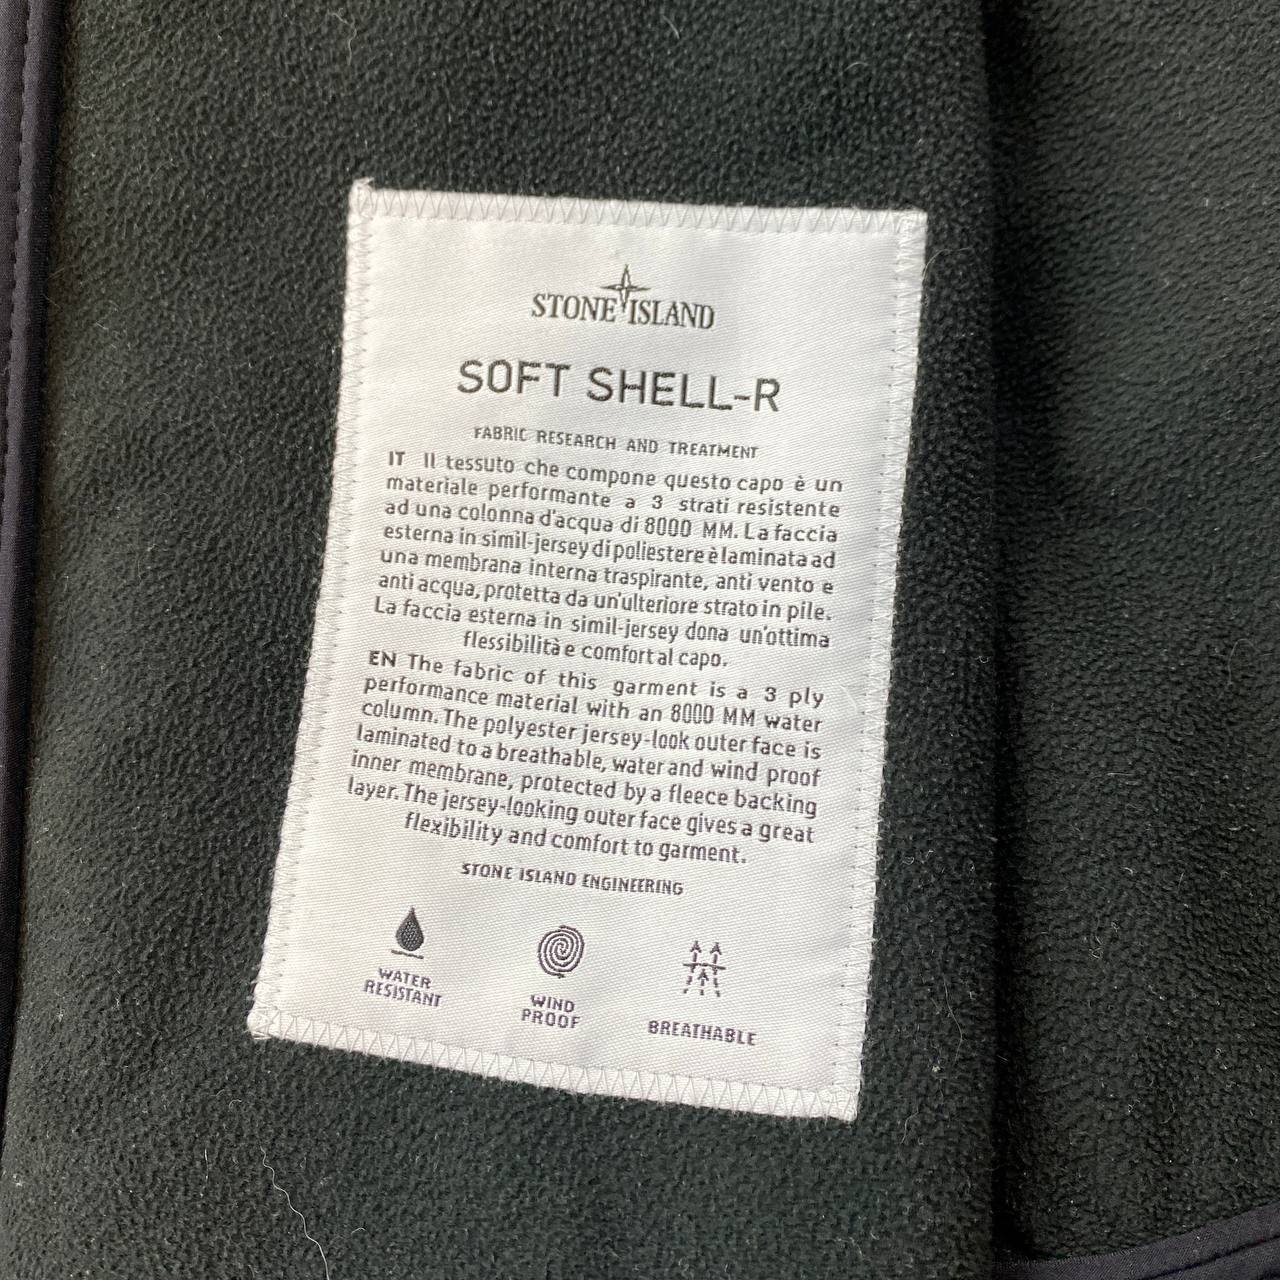 STONE ISLAND
SOFT SHELL-R
FABRIC RESEARCH AND TREATMENT
IT Il tessuto che compone questo capo è un
materiale performante a 3 strati resistente
ad una colonna d'acqua di 8000 MM. La faccia
esterna in simil-jersey di poliestere è laminata ad
una membrana interna traspirante, anti vento e
anti acqua, protetta da un'ulteriore strato in pile.
La faccia esterna in simil-jersey dona un'ottima
flessibilità e comfort al capo.
EN The fabric of this garment is a 3 ply
performance material with an 8000 MM water
column. The polyester jersey-look outer face is
laminated to a breathable, water and wind proof
inner membrane, protected by a fleece backing
layer. The jersey-looking outer face gives a great
flexibility and comfort to garment.
STONE ISLAND ENGINEERING
WATER
RESISTANT
WIND
PROOF
BREATHABLE